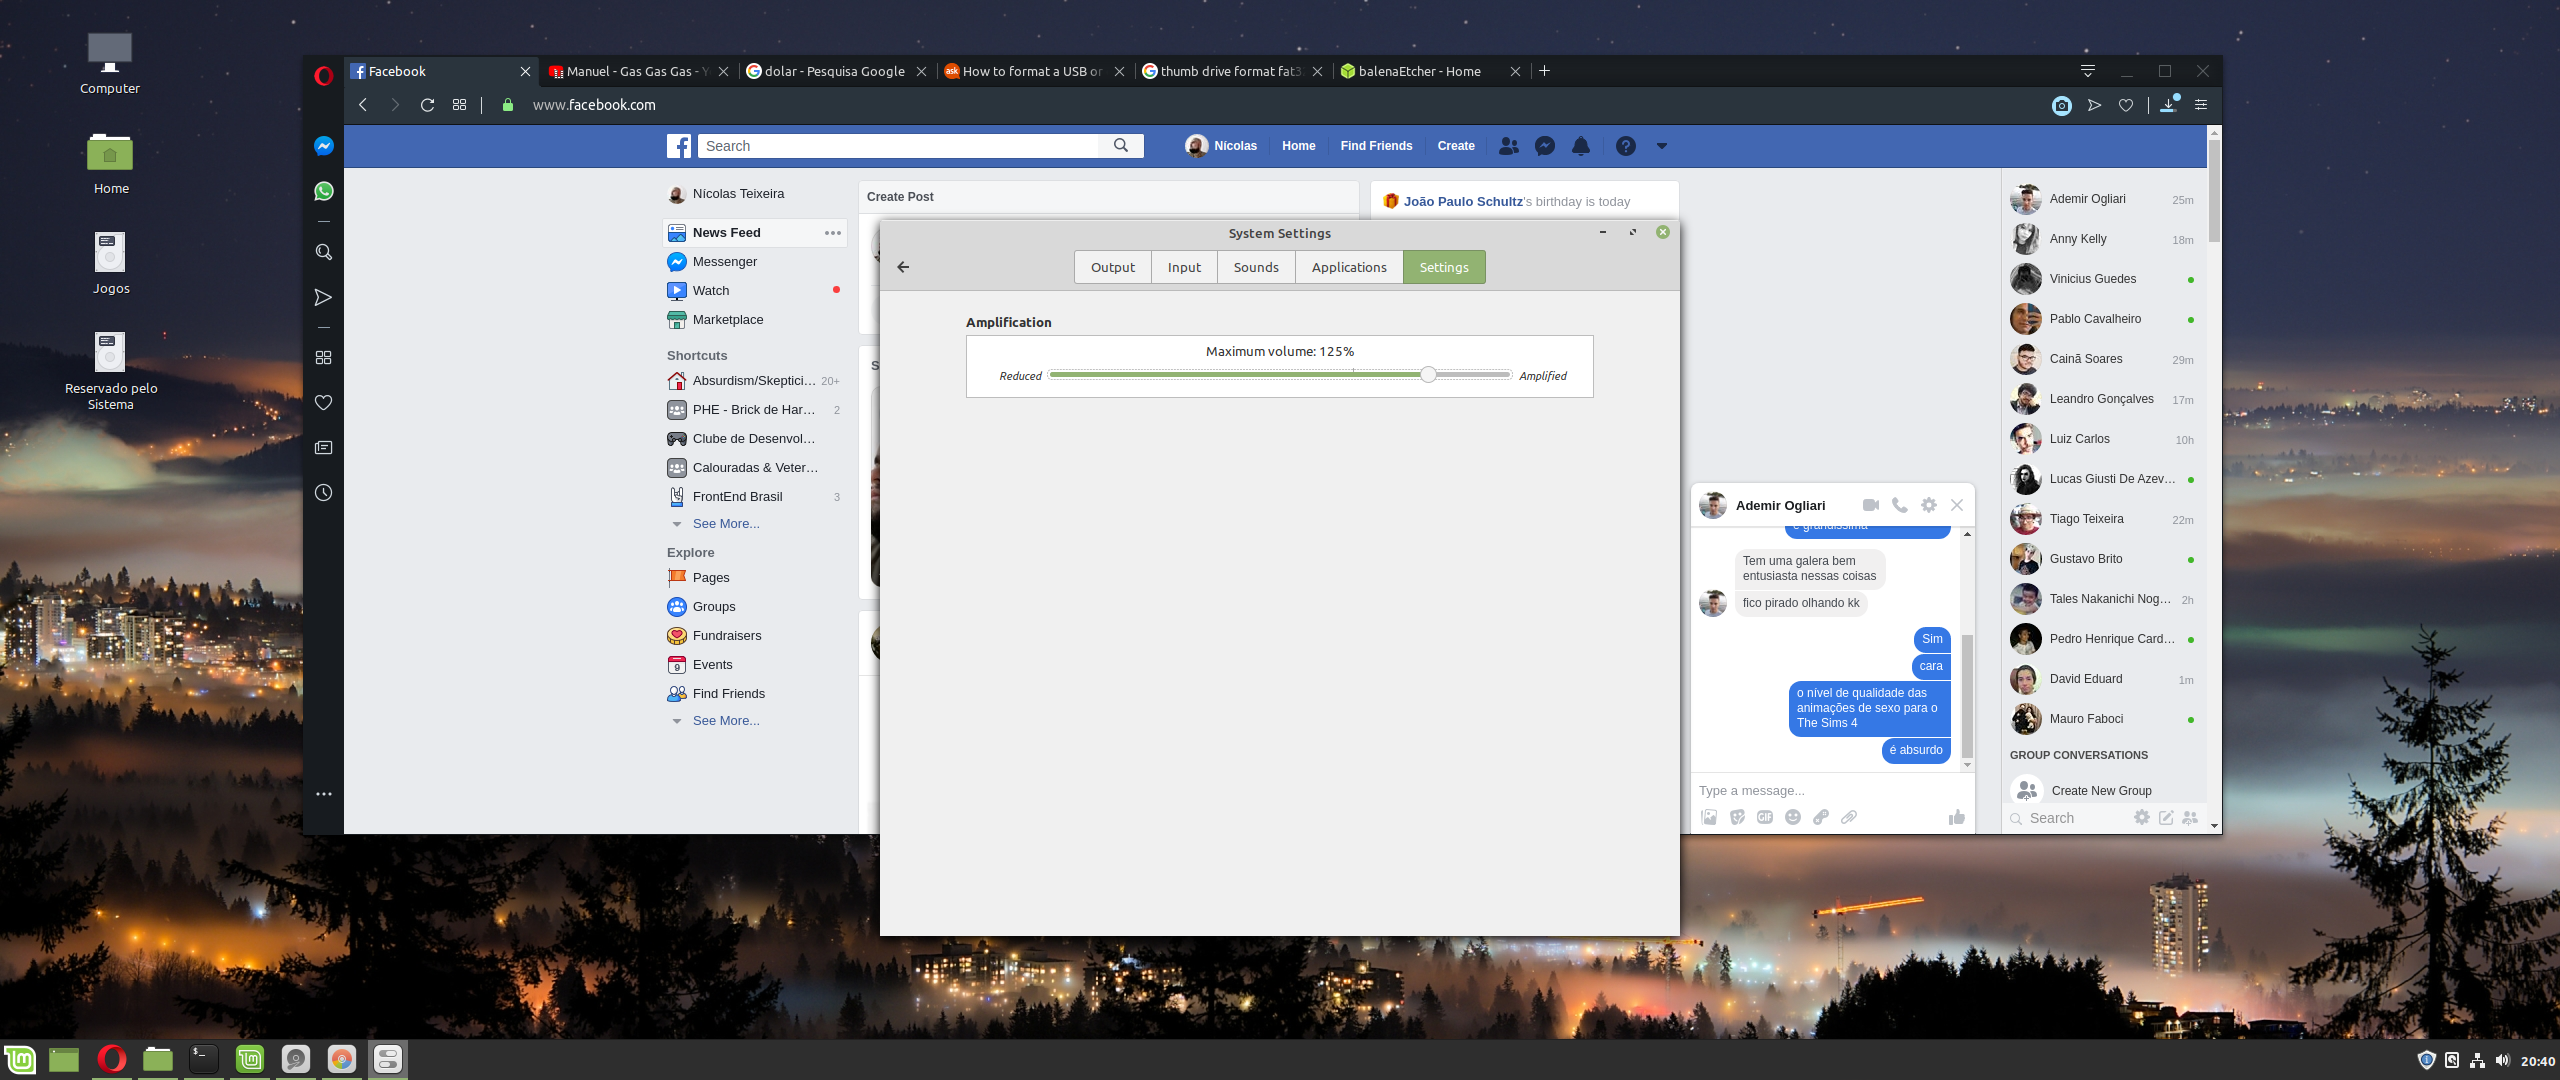 Computer
Home
Jogos
Reservado pelo
Sistema
Facebook
Manuel - Gas Gas Gas - Y
dolar - Pesquisa Google
How to format a USB or
thumb drive format fat3
balenaEtcher - Home
www.facebook.com
Search
Nícolas
Home
Find Friends
Create
Nícolas Teixeira
News Feed
Messenger
Watch
Marketplace
Shortcuts
Absurdism/Skeptici... 20+
PHE - Brick de Har... 2
Clube de Desenvol...
Calouradas & Veter...
FrontEnd Brasil 3
See More...
Explore
Pages
Groups
Fundraisers
9
Events
Find Friends
See More...
Create Post
S
João Paulo Schultz's birthday is today
System Settings
Output
Input
Sounds
Applications
Settings
Amplification
Maximum volume: 125%
Reduced
Amplified
Ademir Ogliari
é grandíssima
Tem uma galera bem
entusiasta nessas coisas
fico pirado olhando kk
Sim
cara
o nível de qualidade das
animações de sexo para o
The Sims 4
é absurdo
Type a message...
GIF
Ademir Ogliari 25m
Anny Kelly 18m
Vinicius Guedes
Pablo Cavalheiro
Cainã Soares 29m
Leandro Gonçalves 17m
Luiz Carlos 10h
Lucas Giusti De Azev...
Tiago Teixeira 22m
Gustavo Brito
Tales Nakanichi Nog... 2h
Pedro Henrique Card...
David Eduard 1m
Mauro Faboci
GROUP CONVERSATIONS
Create New Group
Search
20:40